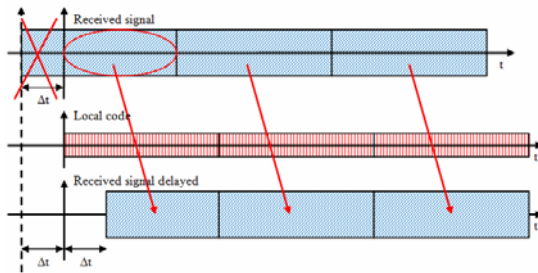 Received signal
t
Δt
Local code
t
Received signal delayed
t
Δt
Δt